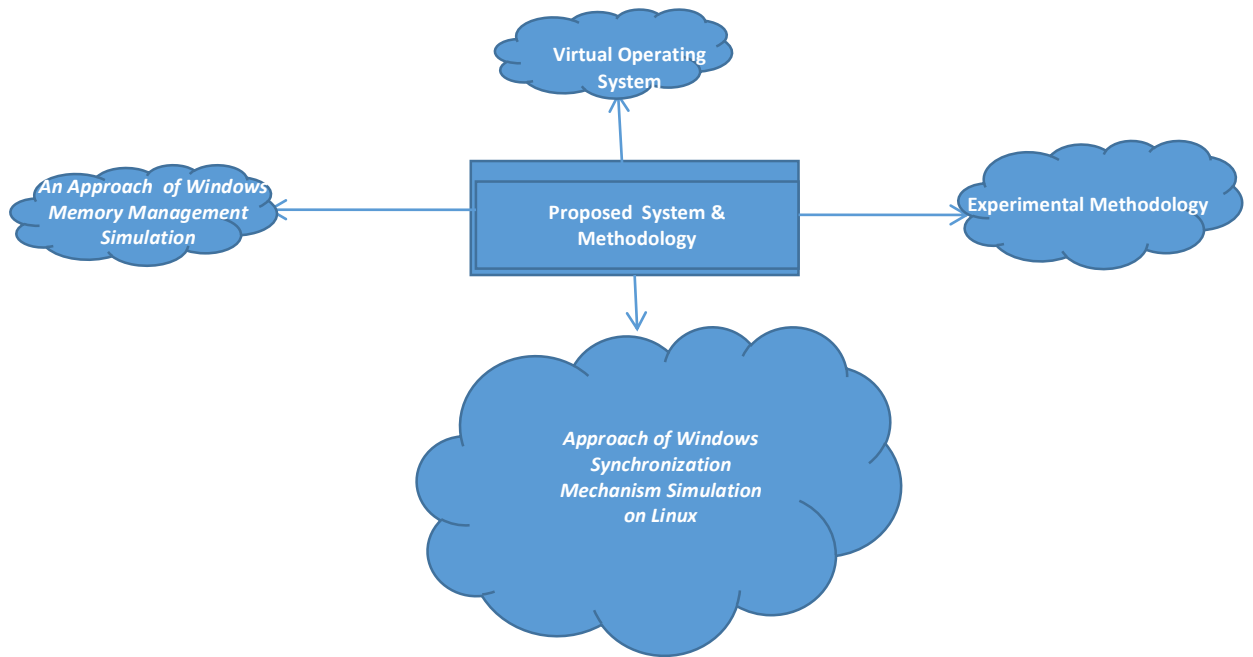 Virtual Operating
System
An Approach of Windows
Memory Management
Simulation
Proposed System &
Methodology
Experimental Methodology
Approach of Windows
Synchronization
Mechanism Simulation
on Linux